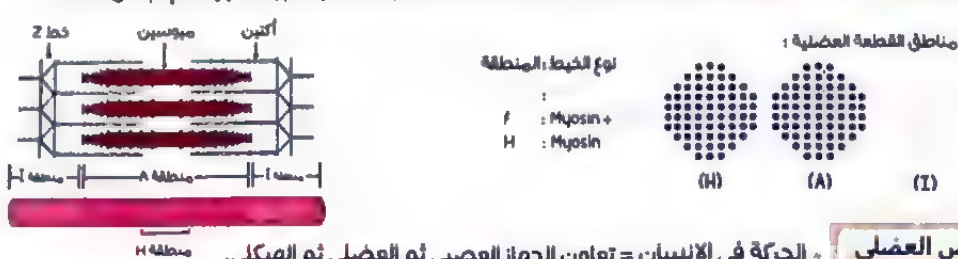 خط Z
ميوسين
أكتين
منطقة I
منطقة A
منطقة I
منطقة H
نوع الخيط : المنطقة
:
: Myosin +
H : Myosin
مناطق القطعة العضلية :
(H)
(A)
(I)
العضلي
الحركة في الإنسان = تعاون الجهاز العصبي ثم العضلي ثم الهيكلي